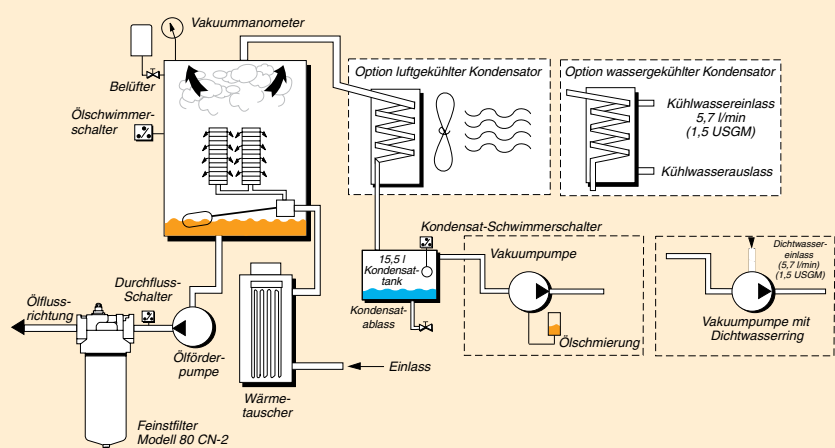 Vakuummanometer
Belüfter
Ölschwimmer-
schalter
Option luftgekühlter Kondensator
Option wassergekühlter Kondensator
Kühlwassereinlass
5,7 l/min
(1,5 USGM)
Kühlwasserauslass
Kondensat-Schwimmerschalter
15,5 l
Kondensat-
tank
Kondensat-
ablass
Vakuumpumpe
Ölschmierung
Dichtwasser-
einlass
(5,7 l/min)
(1,5 USGM)
Vakuumpumpe mit
Dichtwasserring
Durchfluss-
Schalter
Ölfluss-
richtung
Ölförder-
pumpe
Wärme-
tauscher
Einlass
Feinstfilter
Modell 80 CN-2